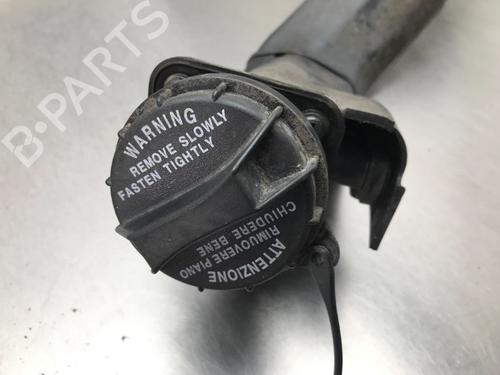 B-PARTS
WARNING
REMOVE SLOWLY
FASTEN TIGHTLY
ATTENZIONE
RIMUOVERE PIANO
CHIUDERE BENE